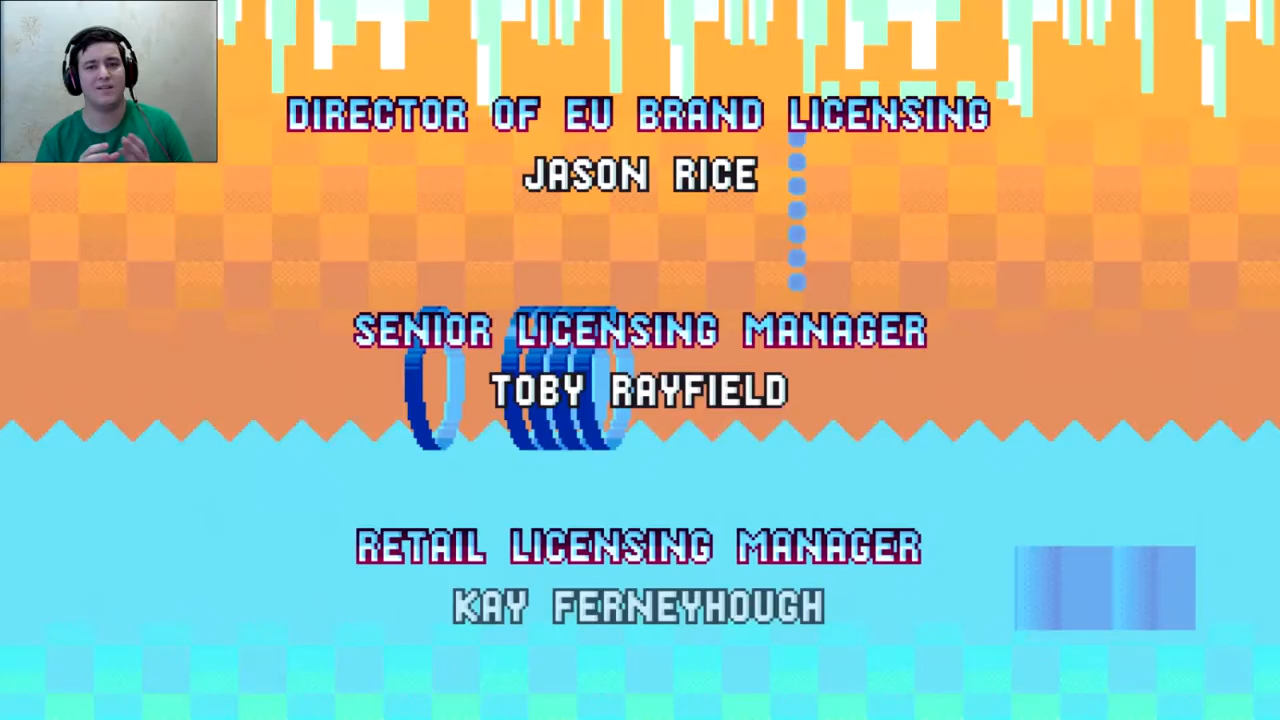 DIRECTOR OF EU BRAND LICENSING
JASON RICE
SENIOR LICENSING MANAGER
TOBY RAYFIELD
RETAIL LICENSING MANAGER
KAY FERNEYHOUGH